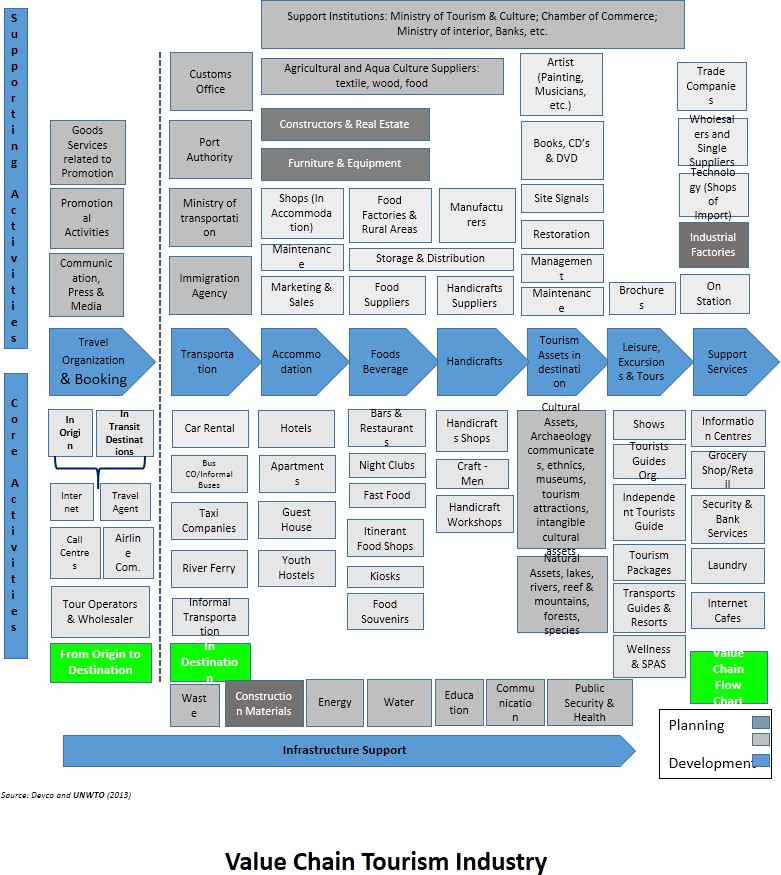 Supporting Activities
Support Institutions: Ministry of Tourism & Culture; Chamber of Commerce;
Ministry of interior, Banks, etc.
Customs
Office
Agricultural and Aqua Culture Suppliers:
textile, wood, food
Artist
(Painting,
Musicians,
etc.)
Trade
Companie
s
Goods
Services
related to
Promotion
Port
Authority
Constructors & Real Estate
Furniture & Equipment
Books, CD's
& DVD
Wholesal
ers and
Single
Suppliers
Technolo
gy (Shops
of
Import)
Promotion
al
Activities
Ministry of
transportati
on
Shops (In
Accommoda
tion)
Food
Factories &
Rural Areas
Manufactu
rers
Site Signals
Restoration
Industrial
Factories
Communic
ation,
Press &
Media
Immigration
Agency
Maintenanc
e
Storage & Distribution
Managemen
t
Marketing &
Sales
Food
Suppliers
Handicrafts
Suppliers
Maintenanc
e
Brochure
s
On
Station
Travel
Organization
& Booking
Transporta
tion
Accommo
dation
Foods
Beverage
Handicrafts
Tourism
Assets in
destinati
on
Leisure,
Excursion
s & Tours
Support
Services
Core Activities
In
Origi
n
In
Transit
Destinat
ions
Inter
net
Travel
Agent
Call
Centre
s
Airlin
e
Com.
Tour Operators
& Wholesaler
From Origin to
Destination
Car Rental
Bus
CO/Informal
Buses
Taxi
Companies
River Ferry
Informal
Transporta
tion
In
Destinatio
n
Hotels
Apartment
s
Guest
House
Youth
Hostels
Bars &
Restaurant
s
Night Clubs
Fast Food
Itinerant
Food Shops
Kiosks
Food
Souvenirs
Handicraft
s Shops
Craft -
Men
Handicraft
Workshops
Cultural
Assets,
Archaeology
communicate
s, ethnics,
museums,
tourism
attractions,
intangible
cultural
assets
Natural
Assets, lakes,
rivers, reef &
mountains,
forests,
species
Shows
Tourists
Guides
Org.
Independe
nt Tourists
Guide
Tourism
Packages
Transports
Guides &
Resorts
Wellness
& SPAS
Informatio
n Centres
Grocery
Shop/Reta
il
Security &
Bank
Services
Laundry
Internet
Cafes
Value
Chain
Flow
Chart
Wast
e
Constructio
n Materials
Energy
Water
Educa
tion
Commu
nicatio
n
Public
Security &
Health
Planning
Development
Infrastructure Support
Source: Devco and UNWTO (2013)
Value Chain Tourism Industry